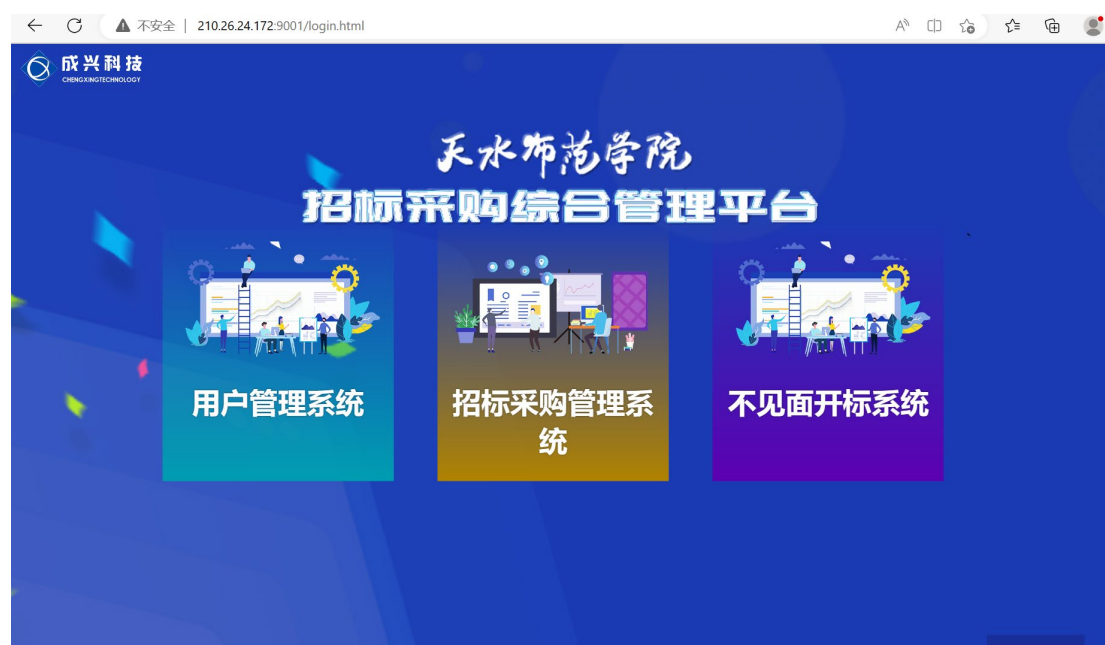 不安全 | 210.26.24.172:9001/login.html
成兴科技
CHENGXINGTECHNOLOGY
天水师范学院
招标采购综合管理平台
用户管理系统
招标采购管理系
统
不见面开标系统